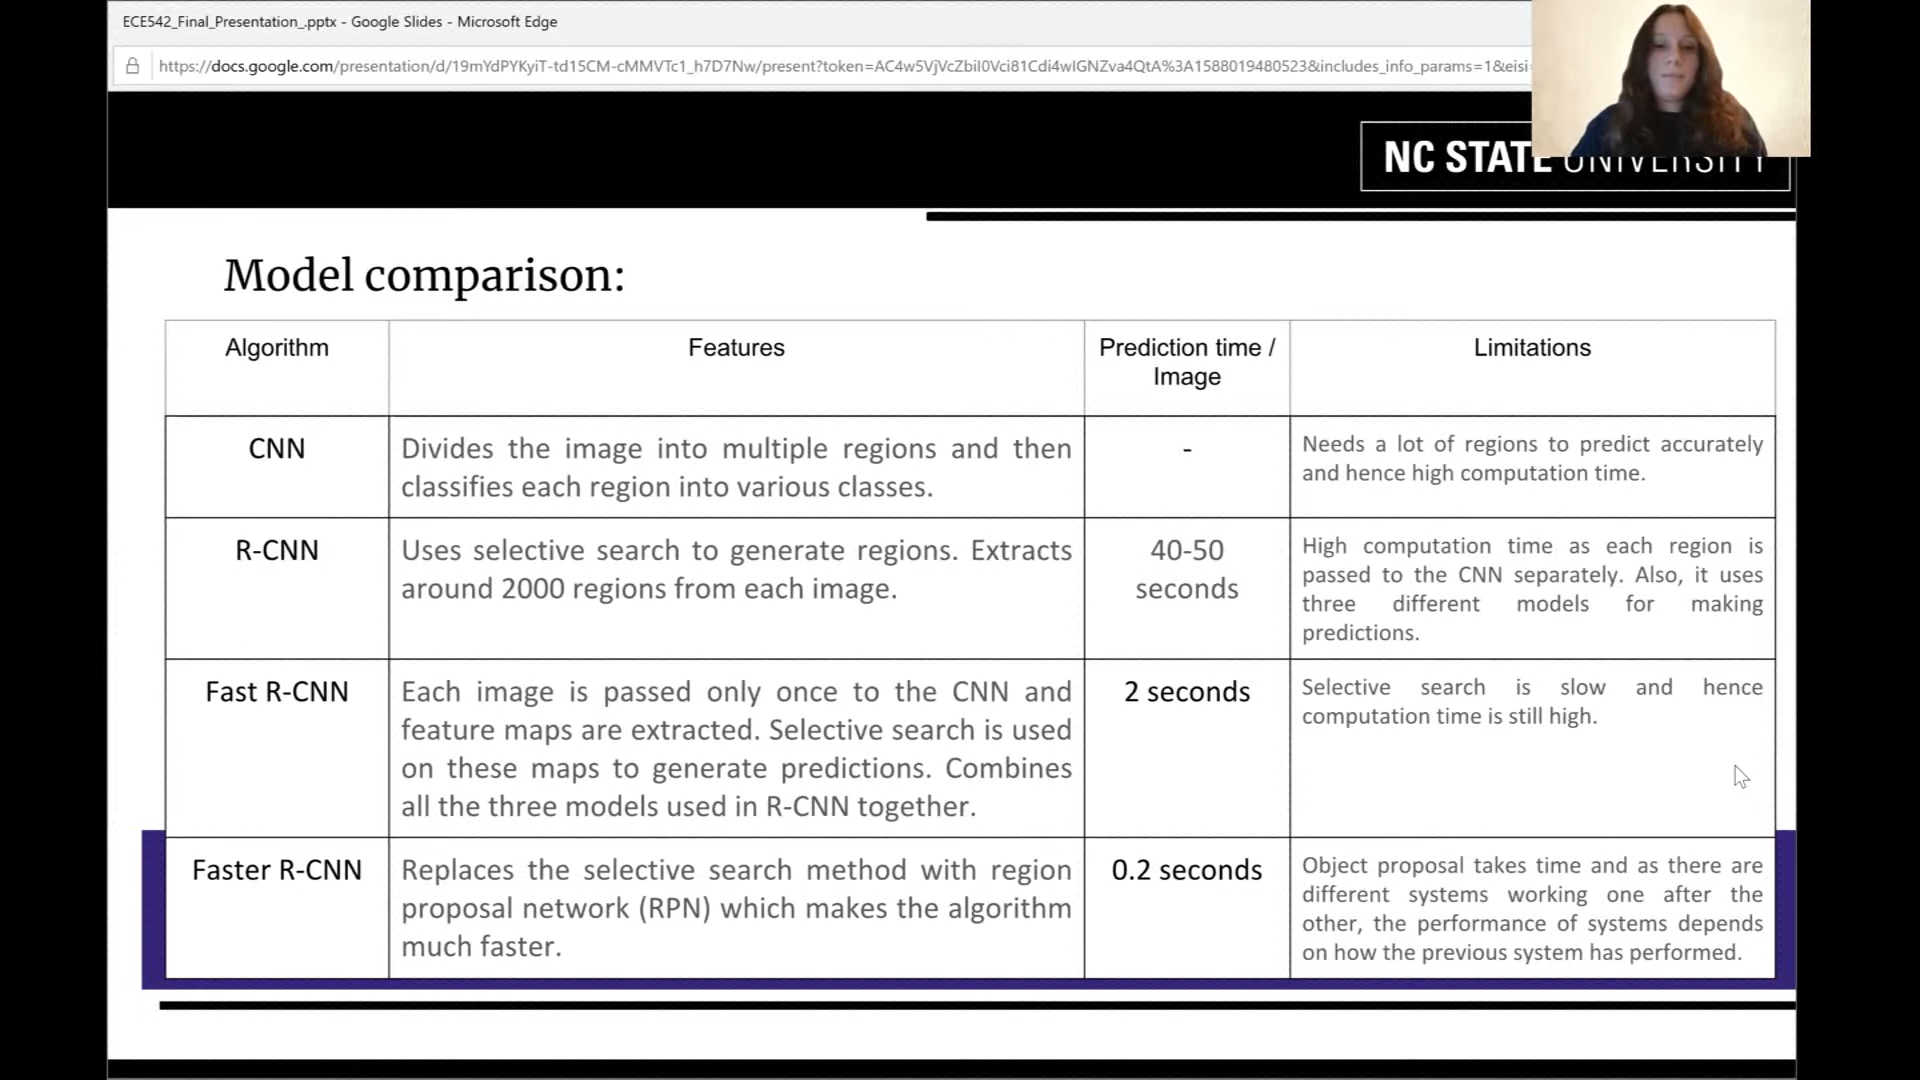 ECE542_Final_Presentation_.pptx - Google Slides - Microsoft Edge
https://docs.google.com/presentation/d/19mYdPYKyiT-td15CM-cMMVTc1_h7D7Nw/present?token=AC4w5VjVcZbiI0Vci81Cdi4wIGNZva4QtA%3A1588019480523&includes_info_params=1&eisi=
NC STATE UNIVERSITY
Model comparison:
Algorithm
Features
Prediction time /
Image
Limitations
CNN
Divides the image into multiple regions and then
classifies each region into various classes.
-
Needs a lot of regions to predict accurately
and hence high computation time.
R-CNN
Uses selective search to generate regions. Extracts
around 2000 regions from each image.
40-50
seconds
High computation time as each region is
passed to the CNN separately. Also, it uses
three different models for making
predictions.
Fast R-CNN
Each image is passed only once to the CNN and
feature maps are extracted. Selective search is used
on these maps to generate predictions. Combines
all the three models used in R-CNN together.
2 seconds
Selective search is slow and hence
computation time is still high.
Faster R-CNN
Replaces the selective search method with region
proposal network (RPN) which makes the algorithm
much faster.
0.2 seconds
Object proposal takes time and as there are
different systems working one after the
other, the performance of systems depends
on how the previous system has performed.